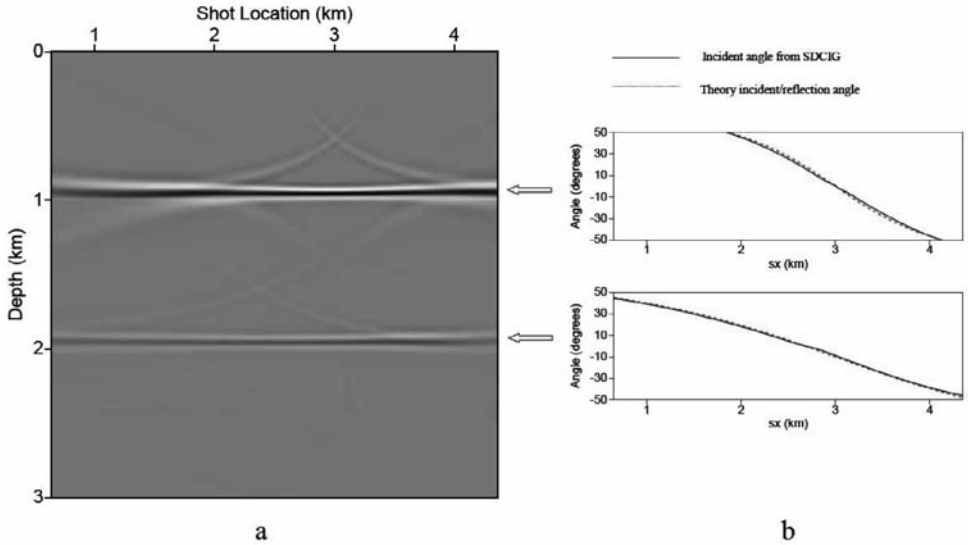 Shot Location (km)
1 2 3 4
0
1
2
3
Depth (km)
a
Incident angle from SDCIG
Theory incident/reflection angle
50
30
10
-10
-30
-50
Angle (degrees)
1 2 3 4
sx (km)
50
30
10
-10
-30
-50
Angle (degrees)
1 2 3 4
sx (km)
b